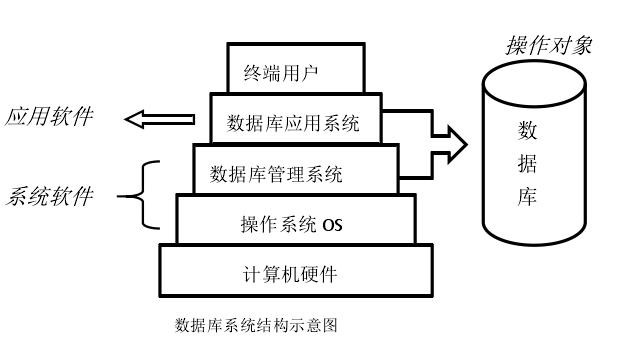 操作对象
终端用户
应用软件
数据库应用系统
数
据
库
数据库管理系统
系统软件
操作系统 OS
计算机硬件
数据库系统结构示意图